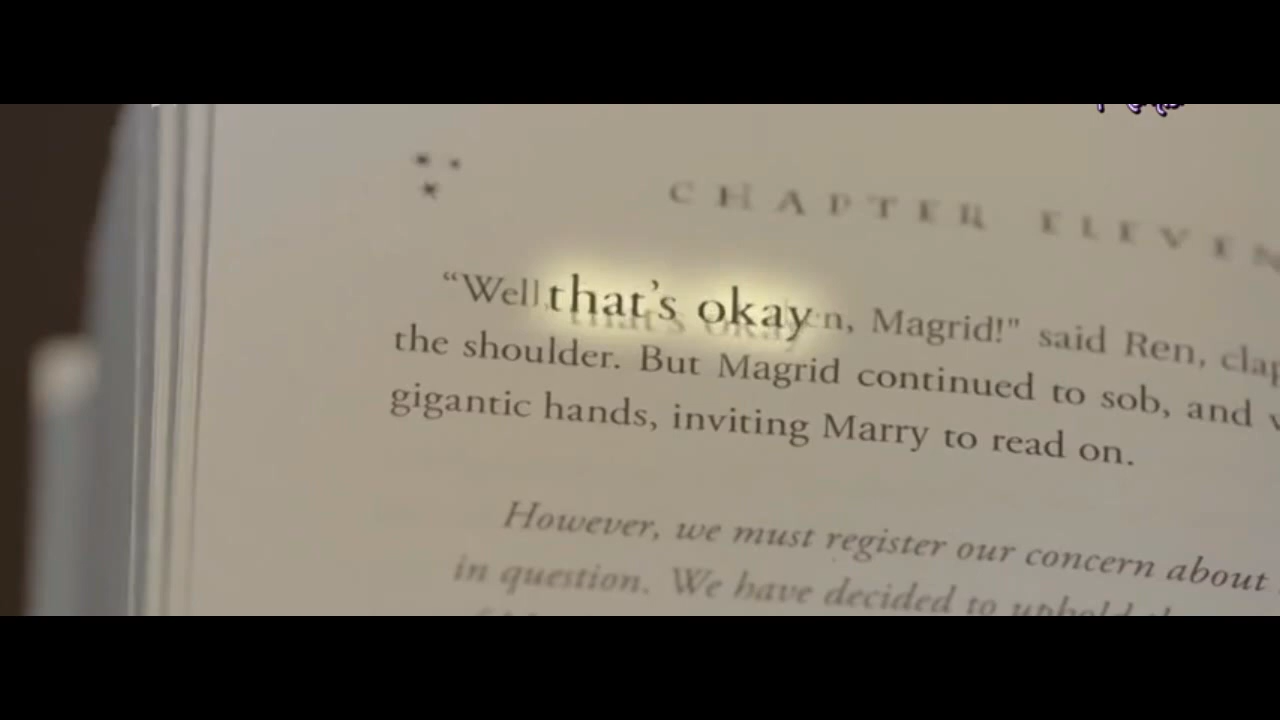 CHAPTER ELEVEN
"Well that's okay n, Magrid!" said Ren, clap
the shoulder. But Magrid continued to sob, and
gigantic hands, inviting Marry to read on.
However, we must register our concern about
in question. We have decided to uphold